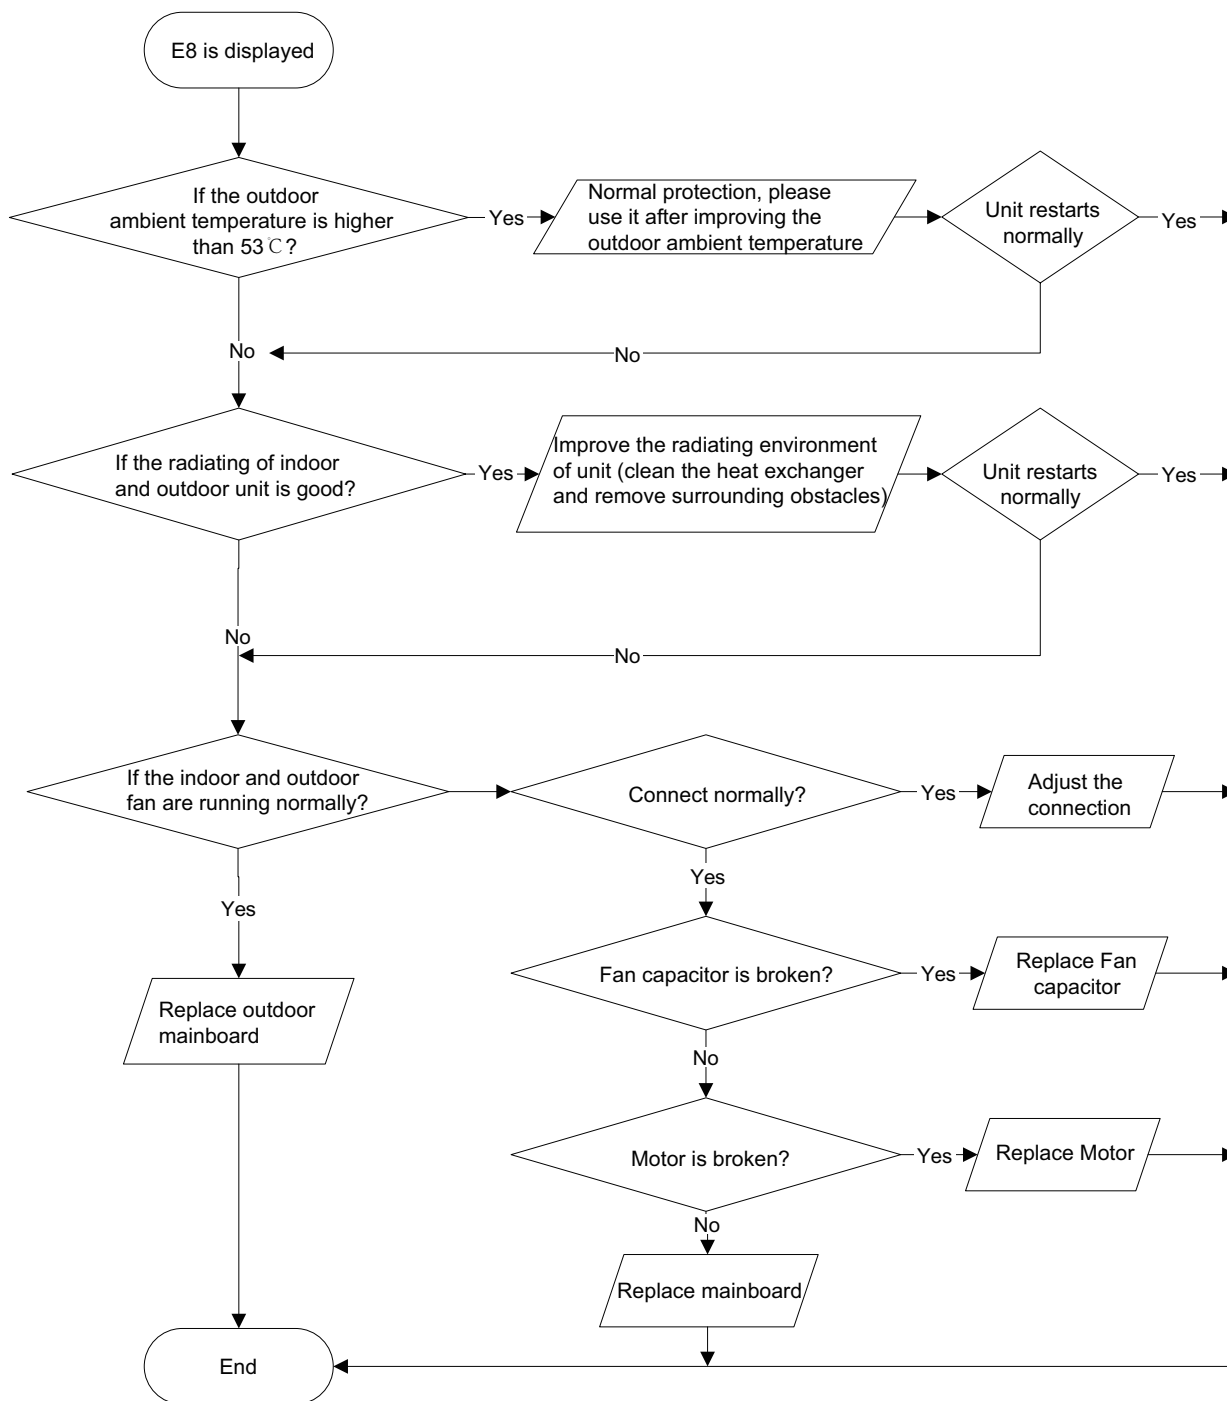 E8 is displayed
If the outdoor
ambient temperature is higher
than 53℃?
Yes
Normal protection, please
use it after improving the
outdoor ambient temperature
Unit restarts
normally
Yes
No
No
If the radiating of indoor
and outdoor unit is good?
Yes
Improve the radiating environment
of unit (clean the heat exchanger
and remove surrounding obstacles)
Unit restarts
normally
Yes
No
No
If the indoor and outdoor
fan are running normally?
Connect normally?
Yes
Adjust the
connection
Yes
Yes
Fan capacitor is broken?
Yes
Replace Fan
capacitor
Replace outdoor
mainboard
No
Motor is broken?
Yes
Replace Motor
No
Replace mainboard
End